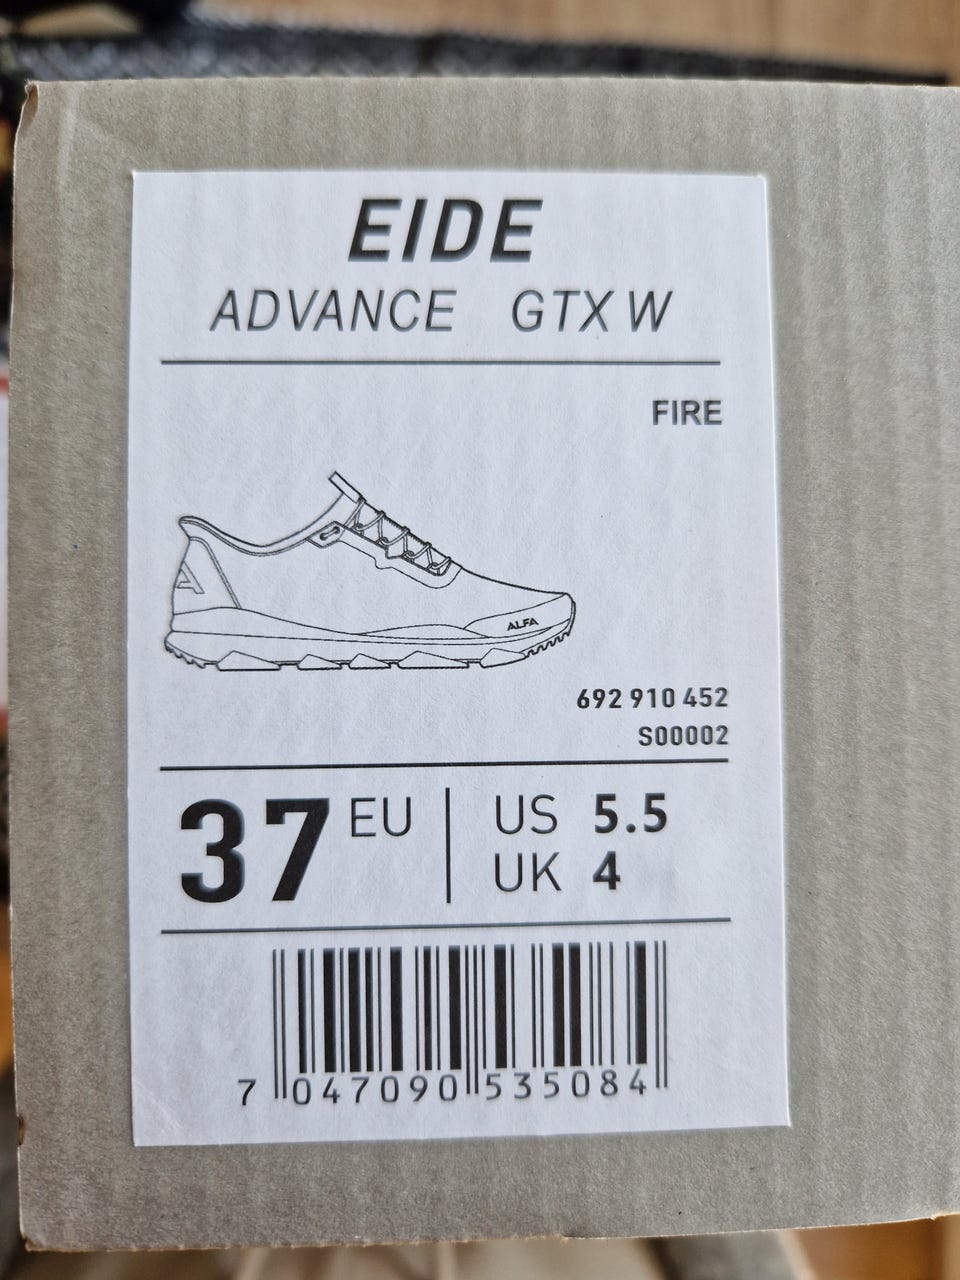 EIDE
ADVANCE GTX W
FIRE
ALFA
692 910 452
S00002
37 EU
US 5.5
UK 4
7 047090 535084